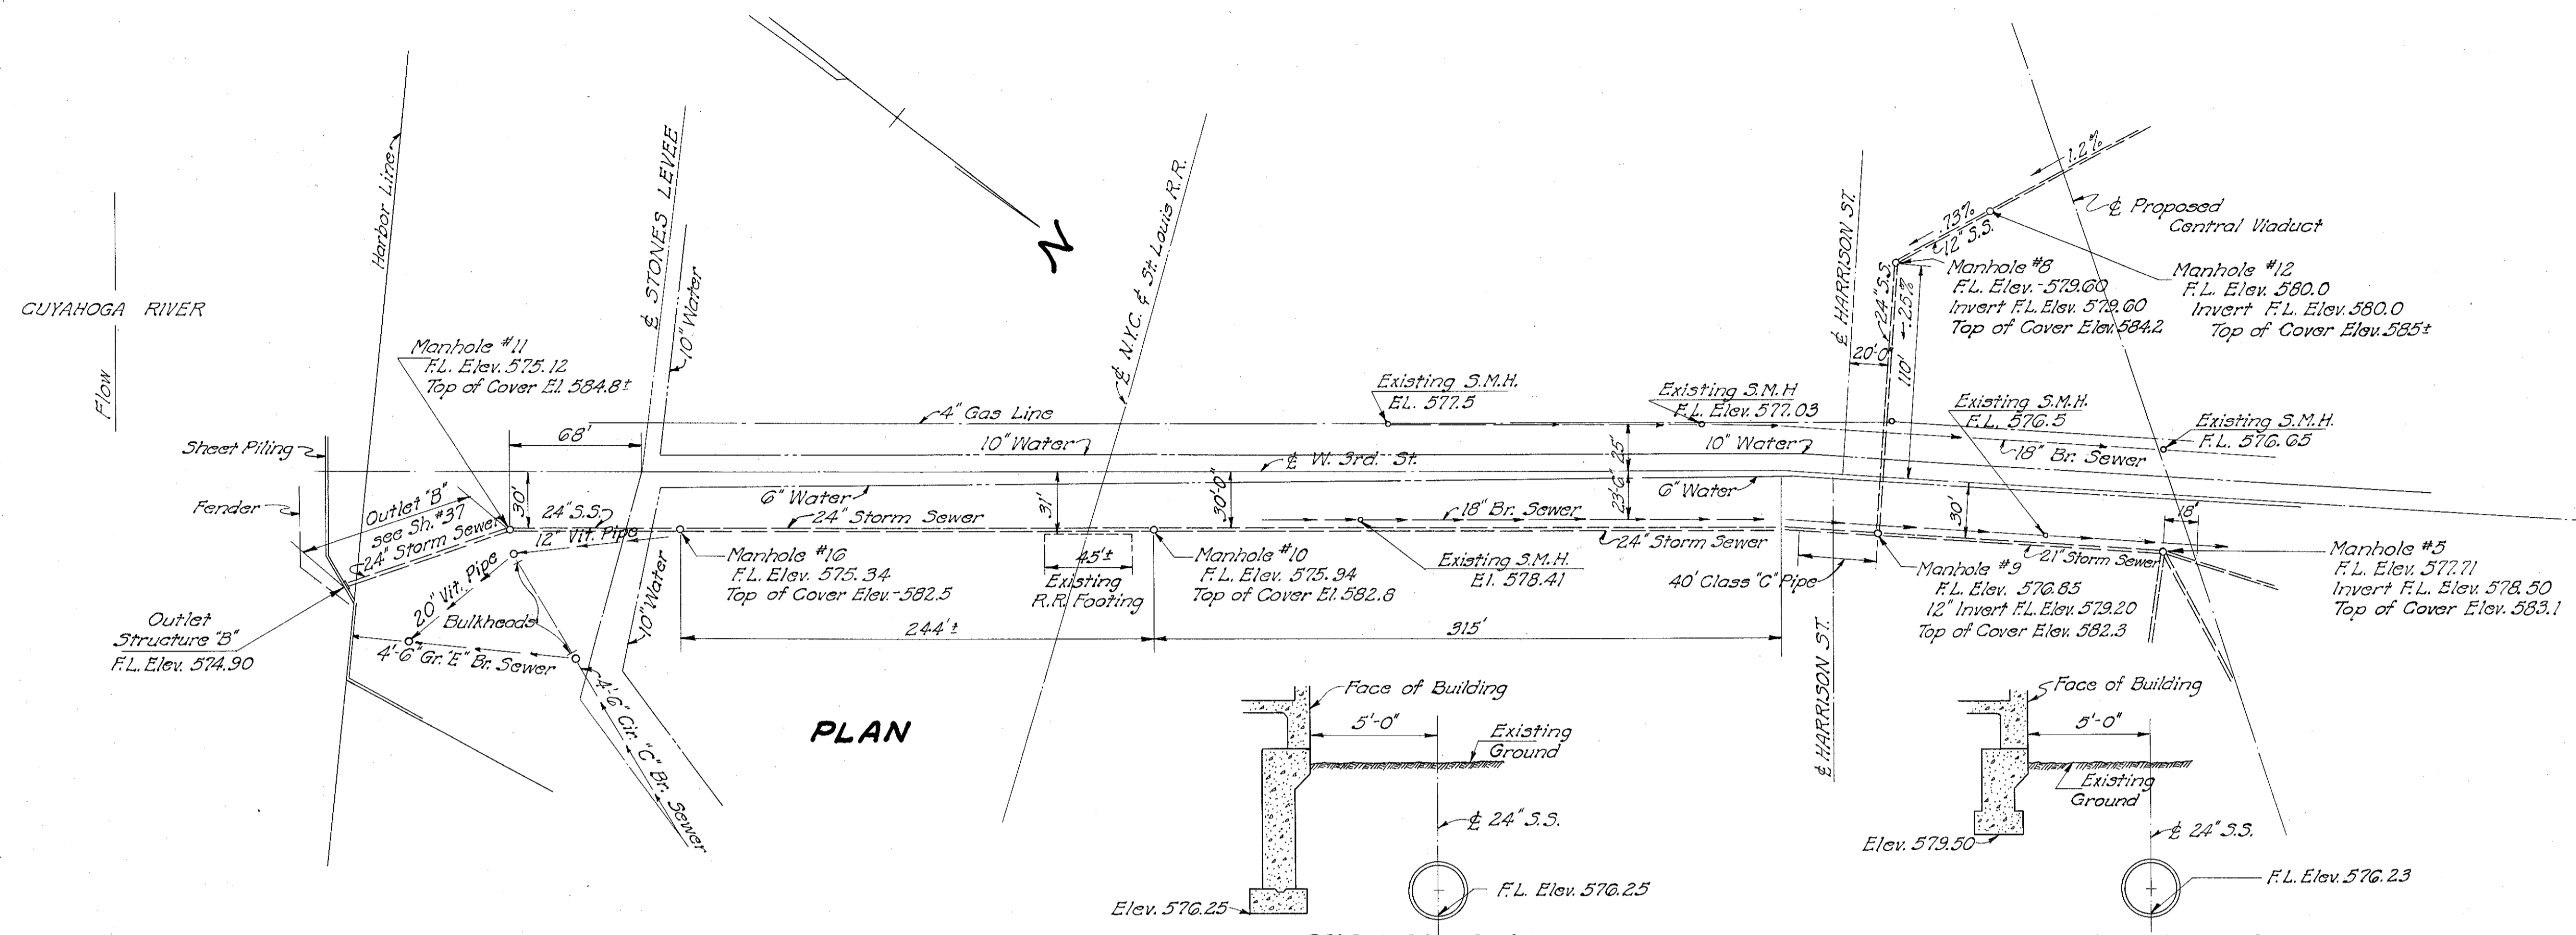 CUYAHOGA RIVER
Flow
Harbor Line
Sheet Piling
Fender
Outlet "B"
see Sh. #37
24" Storm Sewer
Outlet
Structure "B"
F.L. Elev. 574.90
Manhole #11
F.L. Elev. 575.12
Top of Cover El. 584.8±
68'
30'
24" S.S.
12" Vit. Pipe
20" Vit. Pipe
Bulkheads
4'-6" Gr. "E" Br. Sewer
4'-6" Cir. "C" Br. Sewer
℄ STONES LEVEE
10" Water
10" Water
N
4" Gas Line
10" Water
℄ W. 3rd. St.
6" Water
24" Storm Sewer
Manhole #16
F.L. Elev. 575.34
Top of Cover Elev.-582.5
31'
45'±
Existing
R.R. Footing
30'-0"
Manhole #10
F.L. Elev. 575.94
Top of Cover El. 582.8
244'±
315'
℄ N.Y.C. & St. Louis R.R.
Existing S.M.H.
EL. 577.5
Existing S.M.H
F.L. Elev. 577.03
25'
23'-6"
10" Water
6" Water
18" Br. Sewer
Existing S.M.H.
El. 578.41
24" Storm Sewer
40' Class "C" Pipe
℄ HARRISON ST.
℄ HARRISON ST.
20'-0"
24" S.S.
110'
.25%
.73%
12" S.S.
1.2%
℄ Proposed
Central Viaduct
Manhole #8
F.L. Elev.-579.60
Invert F.L. Elev. 579.60
Top of Cover Elev. 584.2
Manhole #12
F.L. Elev. 580.0
Invert F.L. Elev. 580.0
Top of Cover Elev. 585±
Existing S.M.H.
F.L. 576.5
Existing S.M.H.
F.L. 576.65
18" Br. Sewer
30'
18'
21" Storm Sewer
Manhole #9
F.L. Elev. 576.85
12" Invert F.L. Elev. 579.20
Top of Cover Elev. 582.3
Manhole #5
F.L. Elev. 577.71
Invert F.L. Elev. 578.50
Top of Cover Elev. 583.1
PLAN
Face of Building
5'-0"
Existing
Ground
℄ 24" S.S.
F.L. Elev. 576.25
Elev. 576.25
Face of Building
5'-0"
Existing
Ground
℄ 24" S.S.
Elev. 579.50
F.L. Elev. 576.23